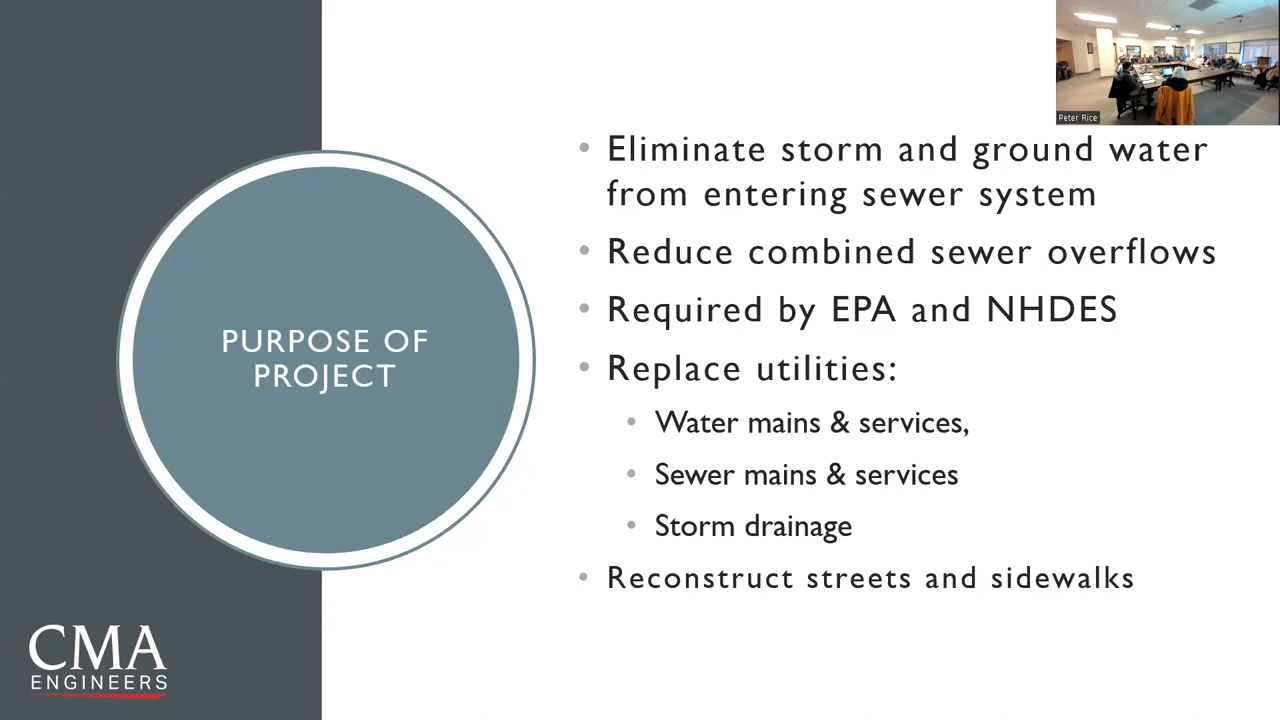 Peter Rice
PURPOSE OF
PROJECT
• Eliminate storm and ground water
from entering sewer system
• Reduce combined sewer overflows
• Required by EPA and NHDES
• Replace utilities:
• Water mains & services,
• Sewer mains & services
• Storm drainage
• Reconstruct streets and sidewalks
CMA
ENGINEERS